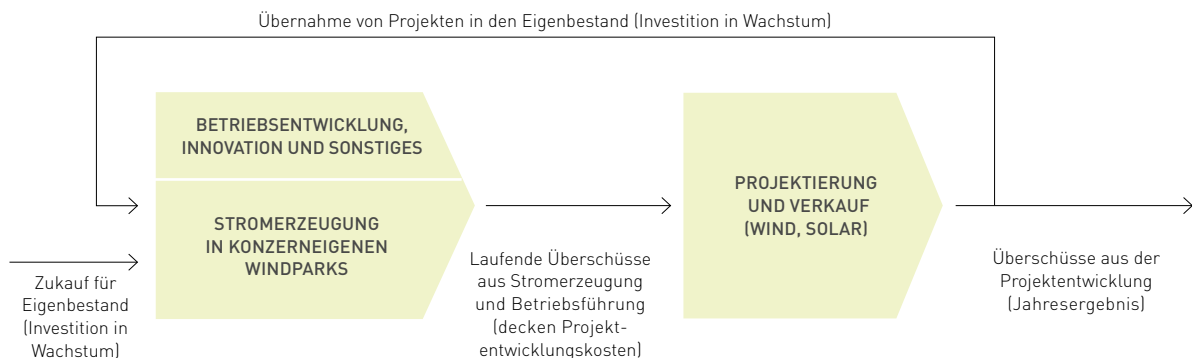 Übernahme von Projekten in den Eigenbestand (Investition in Wachstum)
BETRIEBSENTWICKLUNG,
INNOVATION UND SONSTIGES
STROMERZEUGUNG
IN KONZERNEIGENEN
WINDPARKS
Zukauf für
Eigenbestand
(Investition in
Wachstum)
Laufende Überschüsse
aus Stromerzeugung
und Betriebsführung
(decken Projekt-
entwicklungskosten)
PROJEKTIERUNG
UND VERKAUF
(WIND, SOLAR)
Überschüsse aus der
Projektentwicklung
(Jahresergebnis)